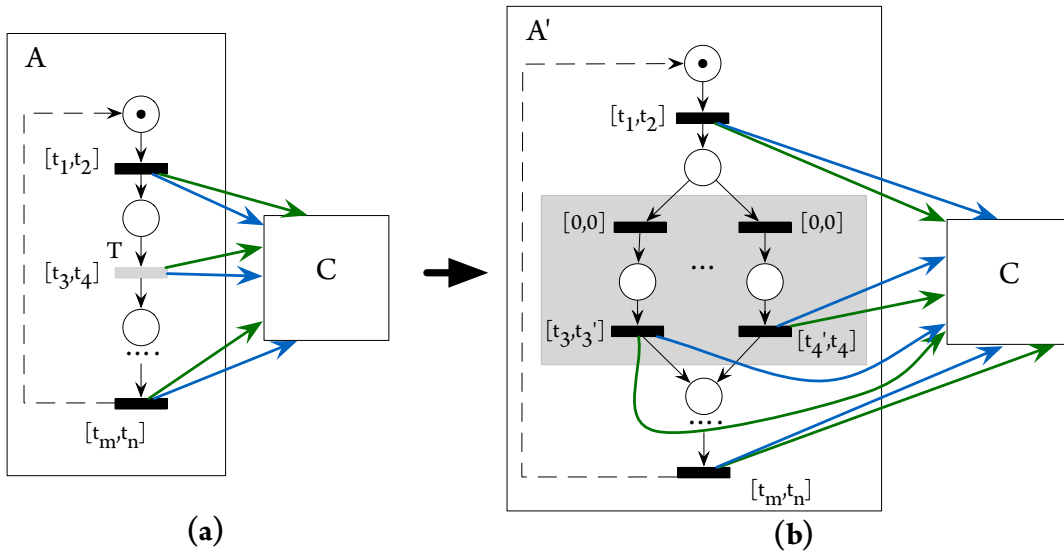 A
[t₁,t₂]
T
[t₃,t₄]
....
[tₘ,tₙ]
C
(a)
A'
[t₁,t₂]
[0,0]
[0,0]
...
[t₃,t₃']
[t₄',t₄]
....
[tₘ,tₙ]
C
(b)